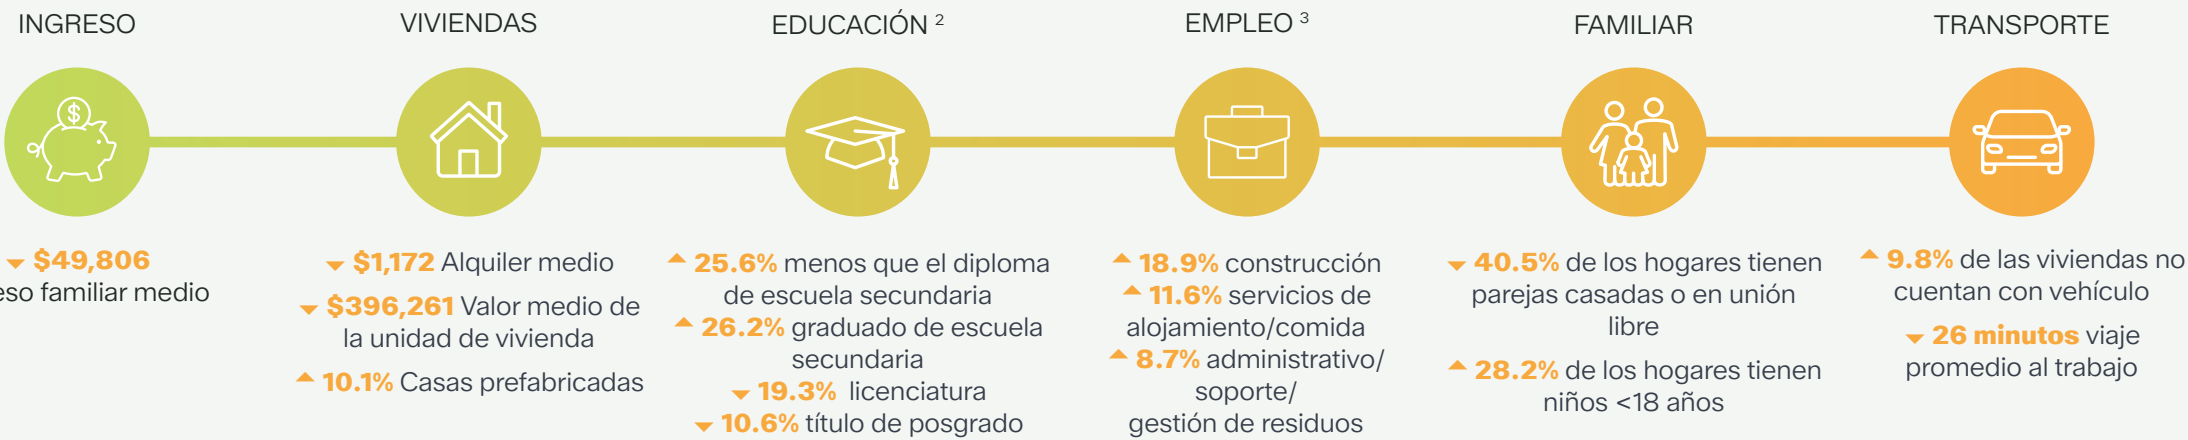 INGRESO
$49,806
eso familiar medio
VIVIENDAS
$1,172 Alquiler medio
$396,261 Valor medio de
la unidad de vivienda
10.1% Casas prefabricadas
EDUCACIÓN 2
25.6% menos que el diploma
de escuela secundaria
26.2% graduado de escuela
secundaria
19.3% licenciatura
10.6% título de posgrado
EMPLEO 3
18.9% construcción
11.6% servicios de
alojamiento/comida
8.7% administrativo/
soporte/
gestión de residuos
FAMILIAR
40.5% de los hogares tienen
parejas casadas o en unión
libre
28.2% de los hogares tienen
niños <18 años
TRANSPORTE
9.8% de las viviendas no
cuentan con vehículo
26 minutos viaje
promedio al trabajo